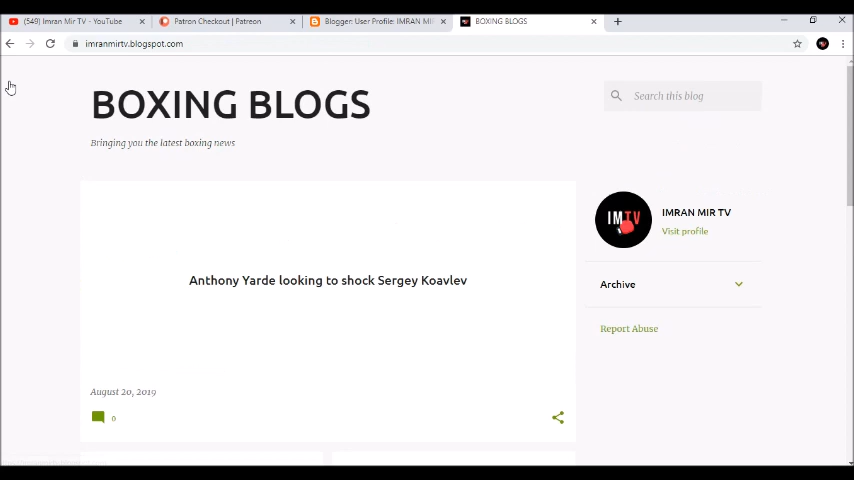 (549) Imran Mir TV - YouTube
Patron Checkout | Patreon
Blogger: User Profile: IMRAN MIR
BOXING BLOGS
imranmirtv.blogspot.com
BOXING BLOGS
Search this blog
Bringing you the latest boxing news
IMTV
IMRAN MIR TV
Visit profile
Anthony Yarde looking to shock Sergey Koavlev
Archive
Report Abuse
August 20, 2019
0